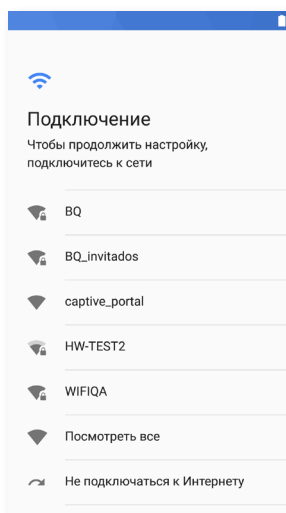 Подключение
Чтобы продолжить настройку,
подключитесь к сети
BQ
BQ_invitados
captive_portal
HW-TEST2
WIFIQA
Посмотреть все
Не подключаться к Интернету